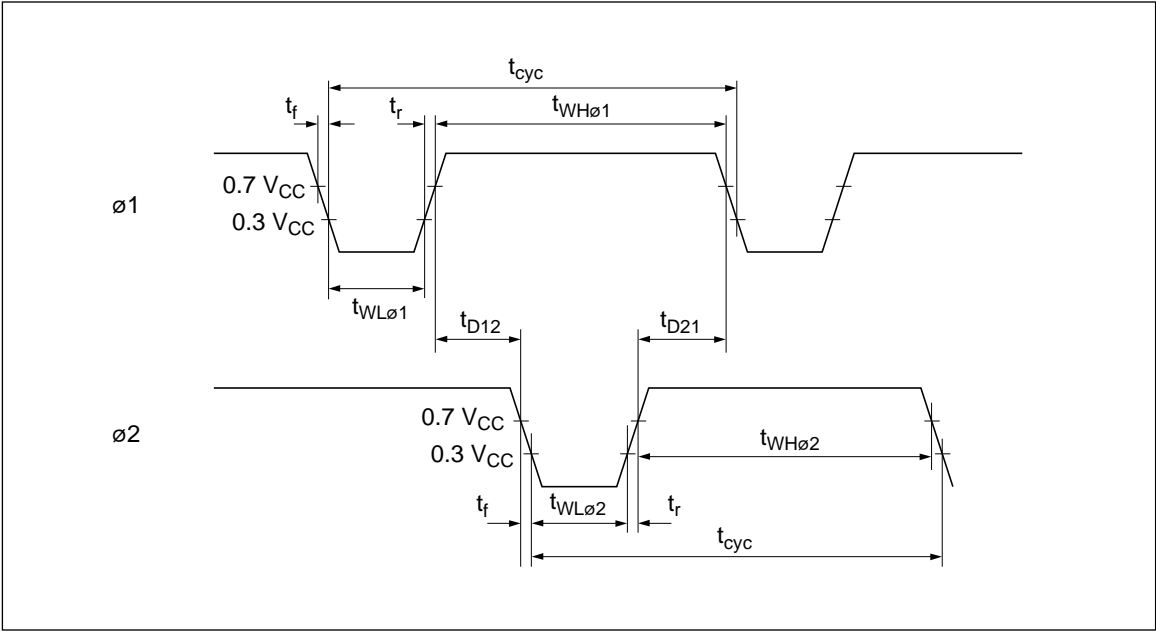 tcyc
tf
tr
tWHø1
0.7 VCC
ø1
0.3 VCC
tWLø1
tD12
tD21
0.7 VCC
ø2
0.3 VCC
tWHø2
tf
tWLø2
tr
tcyc